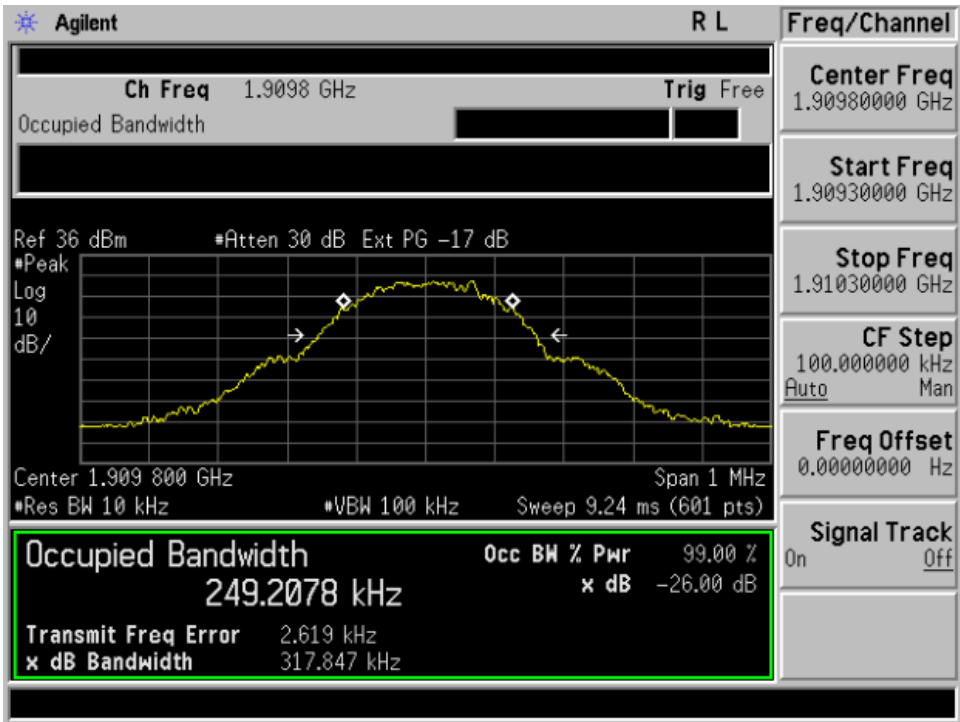 Agilent R L Freq/Channel
Ch Freq 1.9098 GHz Trig Free
Occupied Bandwidth
Center Freq
1.90980000 GHz
Start Freq
1.90930000 GHz
Stop Freq
1.91030000 GHz
CF Step
100.000000 kHz
Auto Man
Freq Offset
0.00000000 Hz
Signal Track
On Off
Ref 36 dBm #Atten 30 dB Ext PG -17 dB
#Peak
Log
10
dB/
Center 1.909 800 GHz Span 1 MHz
#Res BW 10 kHz #VBW 100 kHz Sweep 9.24 ms (601 pts)
Occupied Bandwidth Occ BW % Pwr 99.00 %
249.2078 kHz x dB -26.00 dB
Transmit Freq Error 2.619 kHz
x dB Bandwidth 317.847 kHz